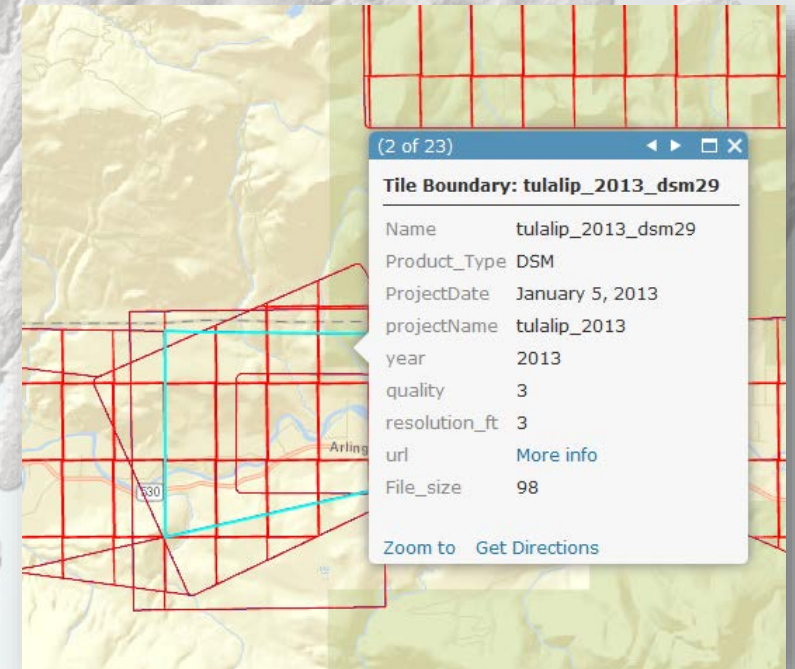 (2 of 23)
Tile Boundary: tulalip_2013_dsm29
Name tulalip_2013_dsm29
Product_Type DSM
ProjectDate January 5, 2013
projectName tulalip_2013
year 2013
quality 3
resolution_ft 3
url More info
File_size 98
Zoom to Get Directions
Arling
530